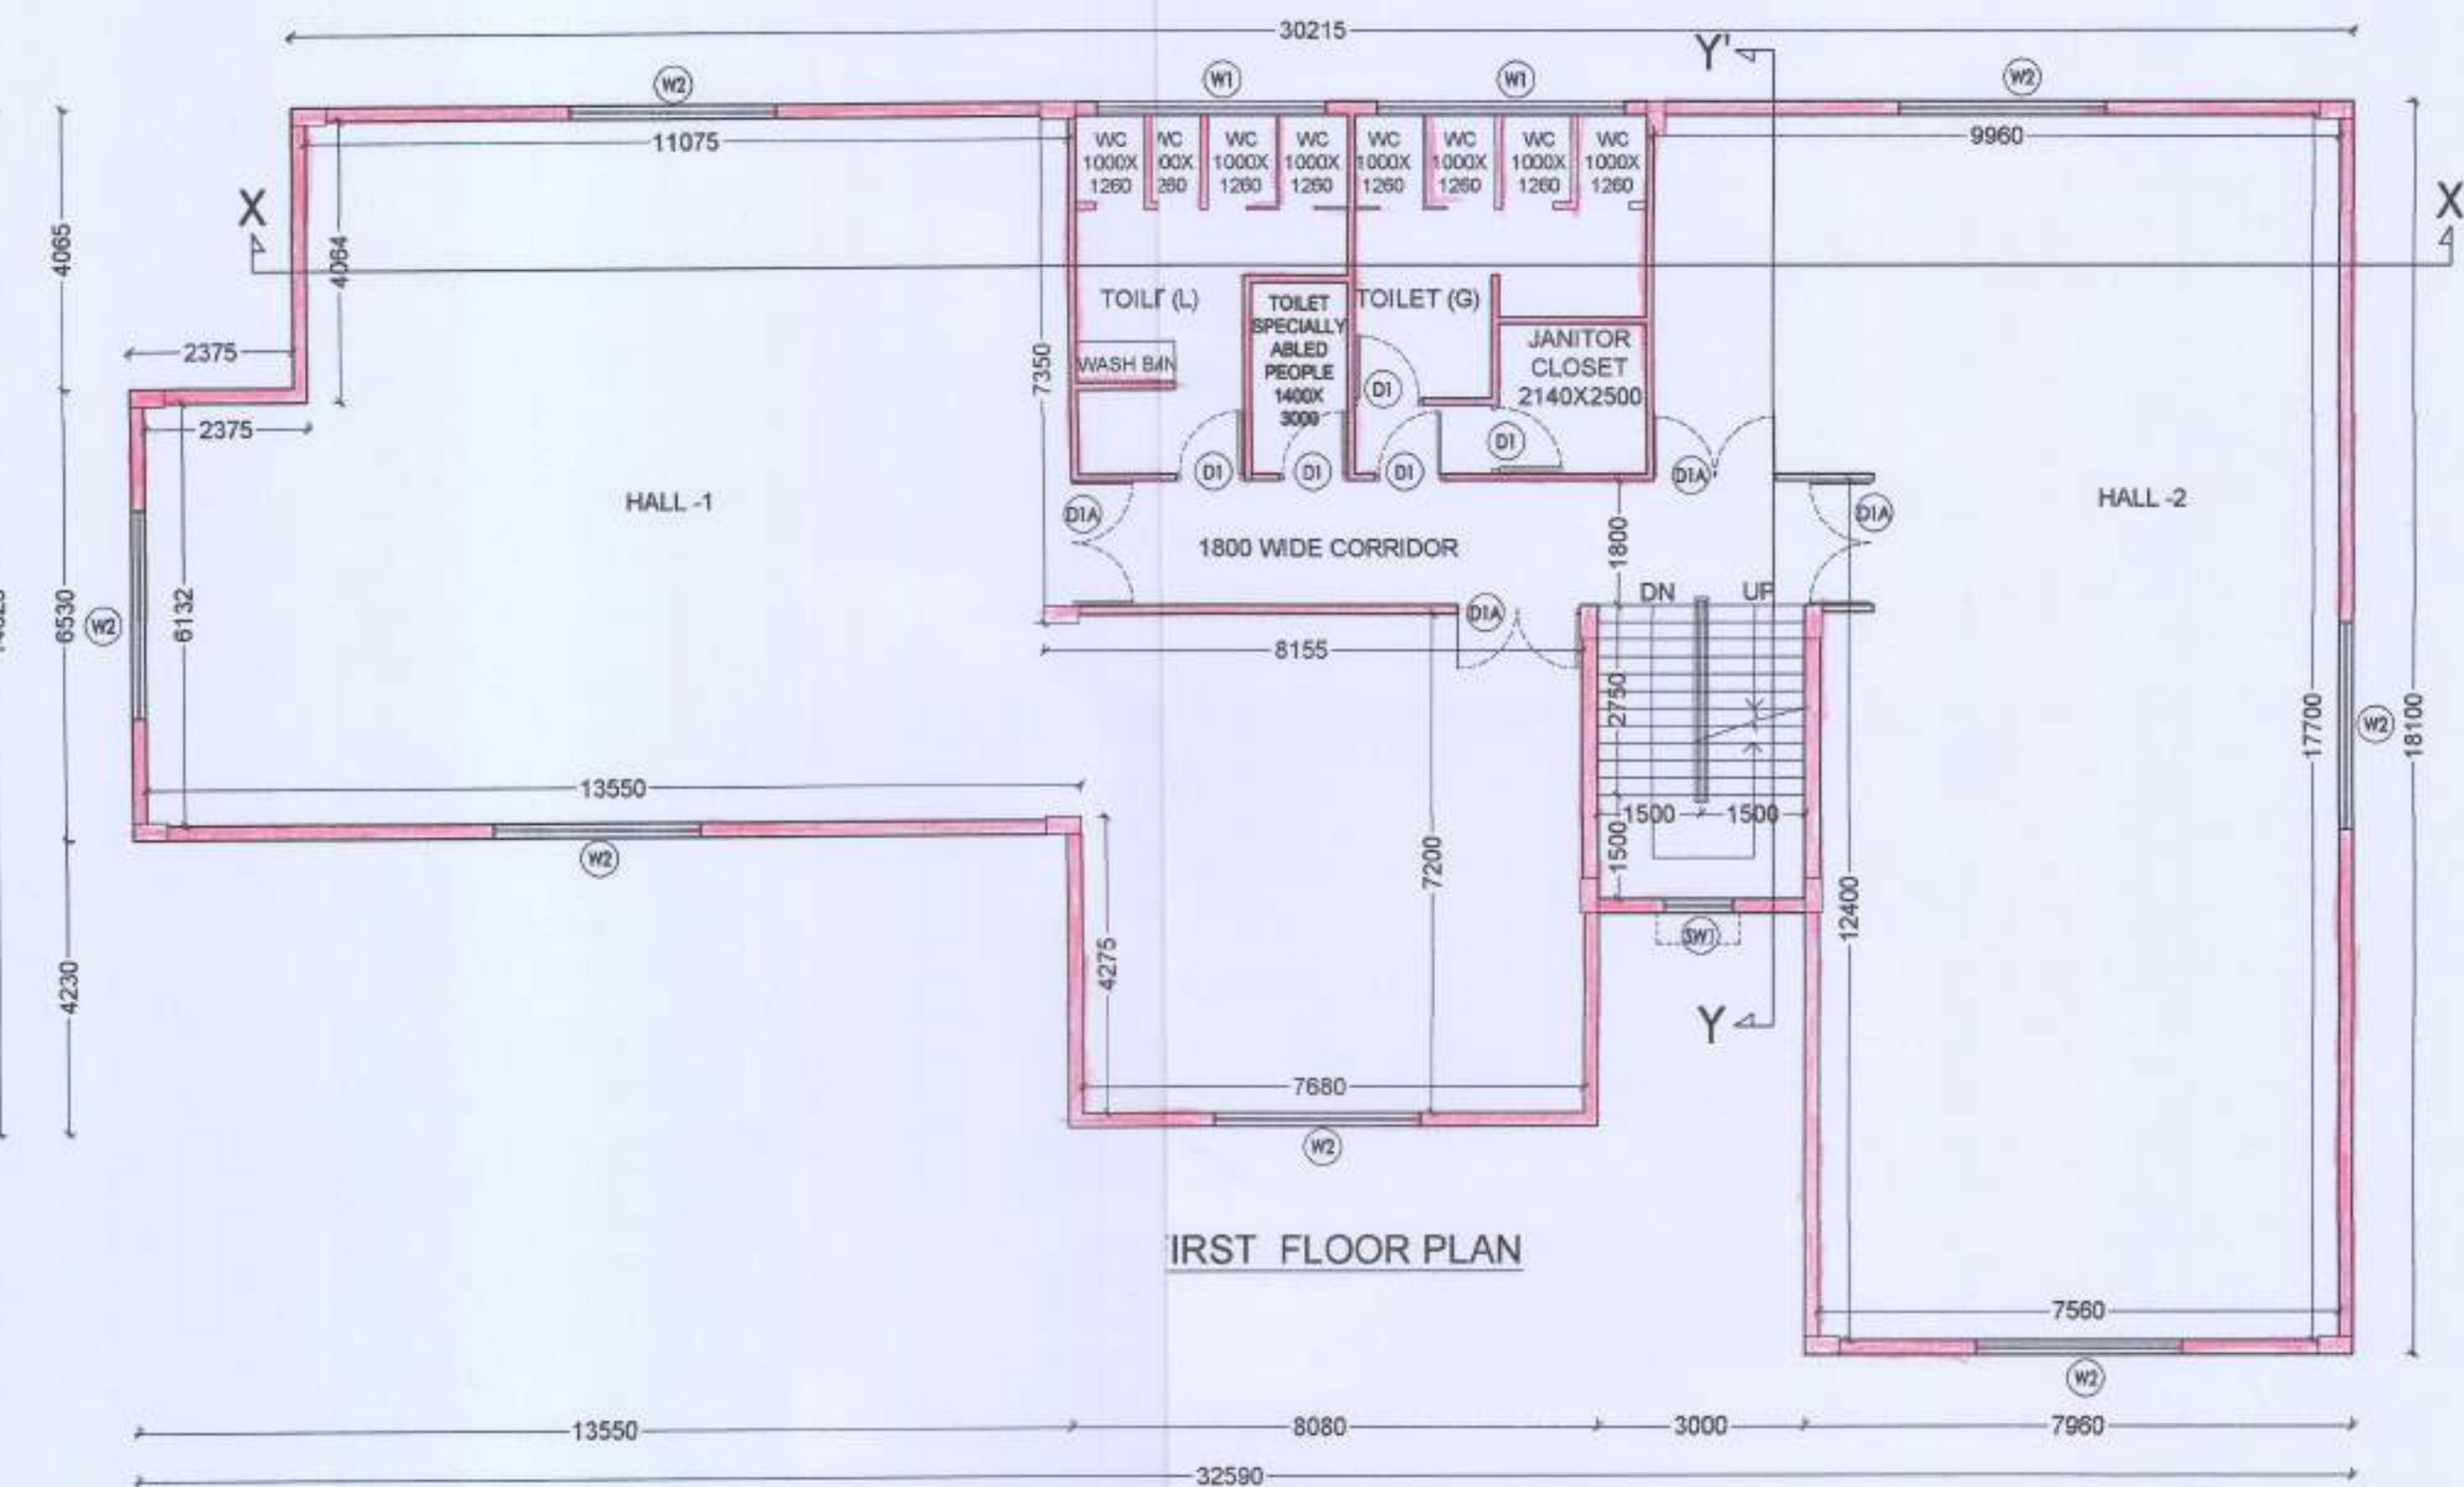 30215
W2
W1
W1
Y'
W2
11075
9960
WC
1000X
1260
WC
00X
260
WC
1000X
1260
WC
1000X
1260
WC
1000X
1260
WC
1000X
1260
WC
1000X
1260
WC
1000X
1260
X
X
4065
4064
2375
2375
7350
TOILT (L)
TOILET
SPECIALLY
ABLED
PEOPLE
1400X
3000
TOILET (G)
JANITOR
CLOSET
2140X2500
WASH
D1
D1
D1
D1
D1
D1A
D1A
D1A
D1A
HALL -1
HALL -2
1800 WIDE CORRIDOR
1800
DN
UP
6530
W2
6132
8155
2750
17700
W2
18100
13550
1500
1500
1500
W2
7200
12400
SW1
4230
4275
Y
7680
W2
IRST FLOOR PLAN
7560
W2
13550
8080
3000
7960
32590